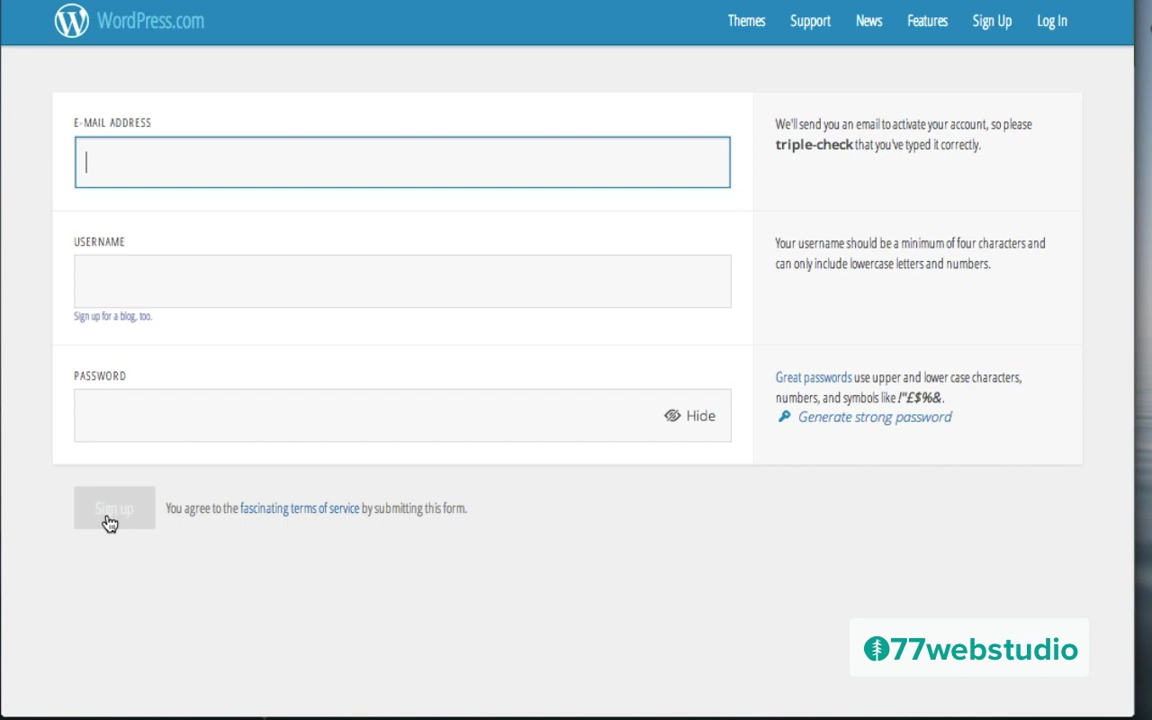 WordPress.com
Themes Support News Features Sign Up Log In
E-MAIL ADDRESS
We'll send you an email to activate your account, so please
triple-check that you've typed it correctly.
USERNAME
Your username should be a minimum of four characters and
can only include lowercase letters and numbers.
Sign up for a blog, too.
PASSWORD
Hide
Great passwords use upper and lower case characters,
numbers, and symbols like !"£$%&.
Generate strong password
Sign up
You agree to the fascinating terms of service by submitting this form.
77webstudio